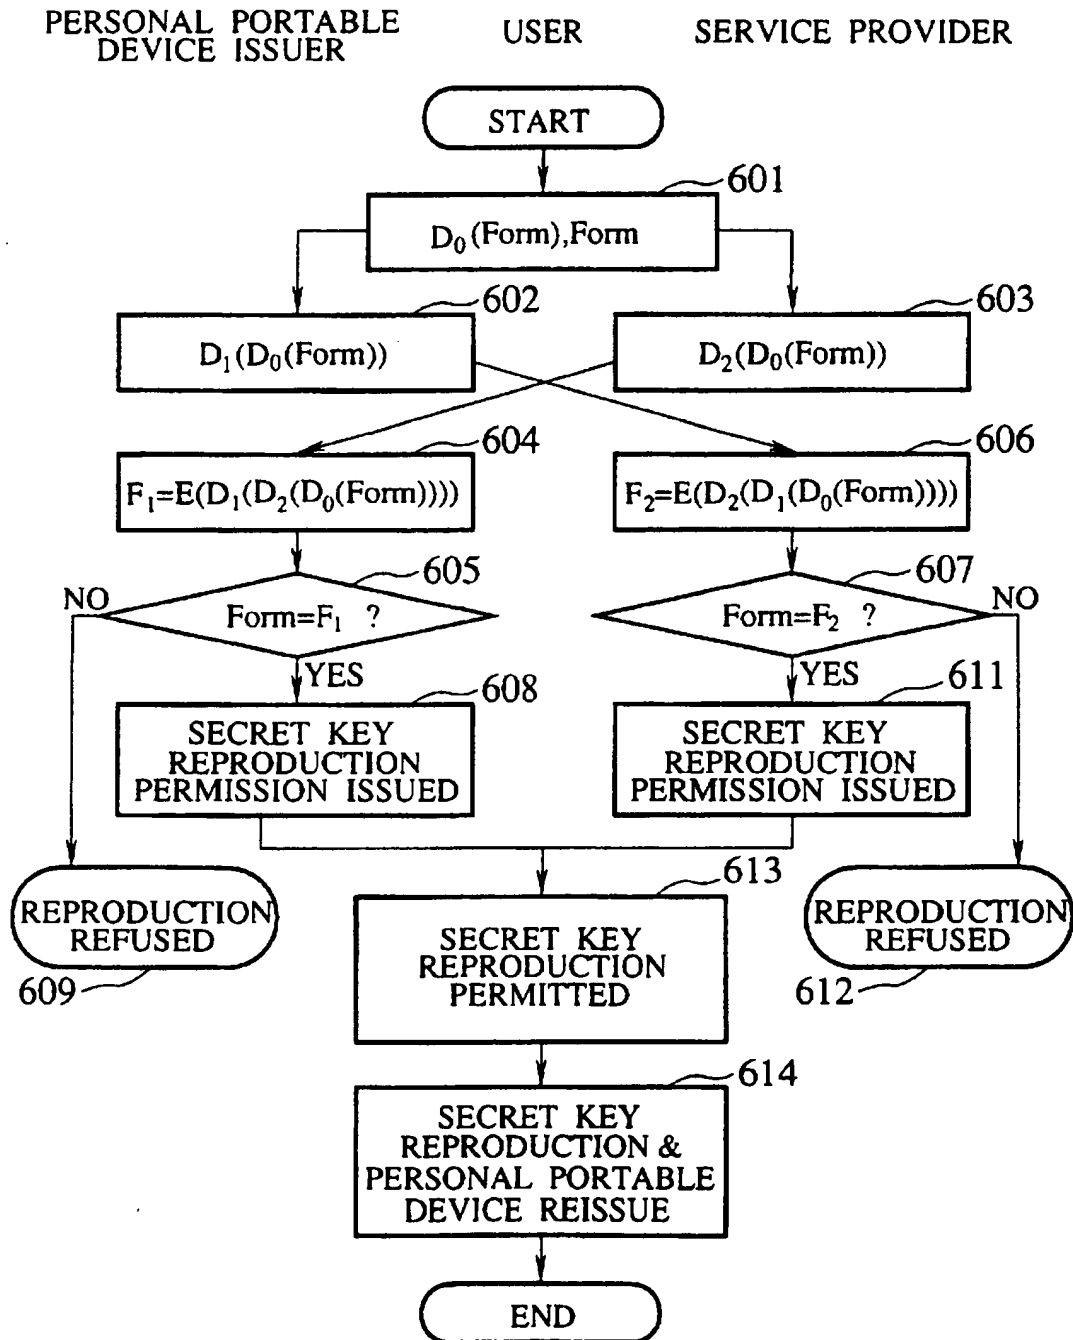 PERSONAL PORTABLE
DEVICE ISSUER
USER
SERVICE PROVIDER
START
601
D₀(Form),Form
602
603
D₁(D₀(Form))
D₂(D₀(Form))
604
606
F₁=E(D₁(D₂(D₀(Form))))
F₂=E(D₂(D₁(D₀(Form))))
605
607
NO
Form=F₁ ?
Form=F₂ ?
NO
YES
YES
608
611
SECRET KEY
REPRODUCTION
PERMISSION ISSUED
SECRET KEY
REPRODUCTION
PERMISSION ISSUED
613
REPRODUCTION
REFUSED
609
SECRET KEY
REPRODUCTION
PERMITTED
REPRODUCTION
REFUSED
612
614
SECRET KEY
REPRODUCTION &
PERSONAL PORTABLE
DEVICE REISSUE
END